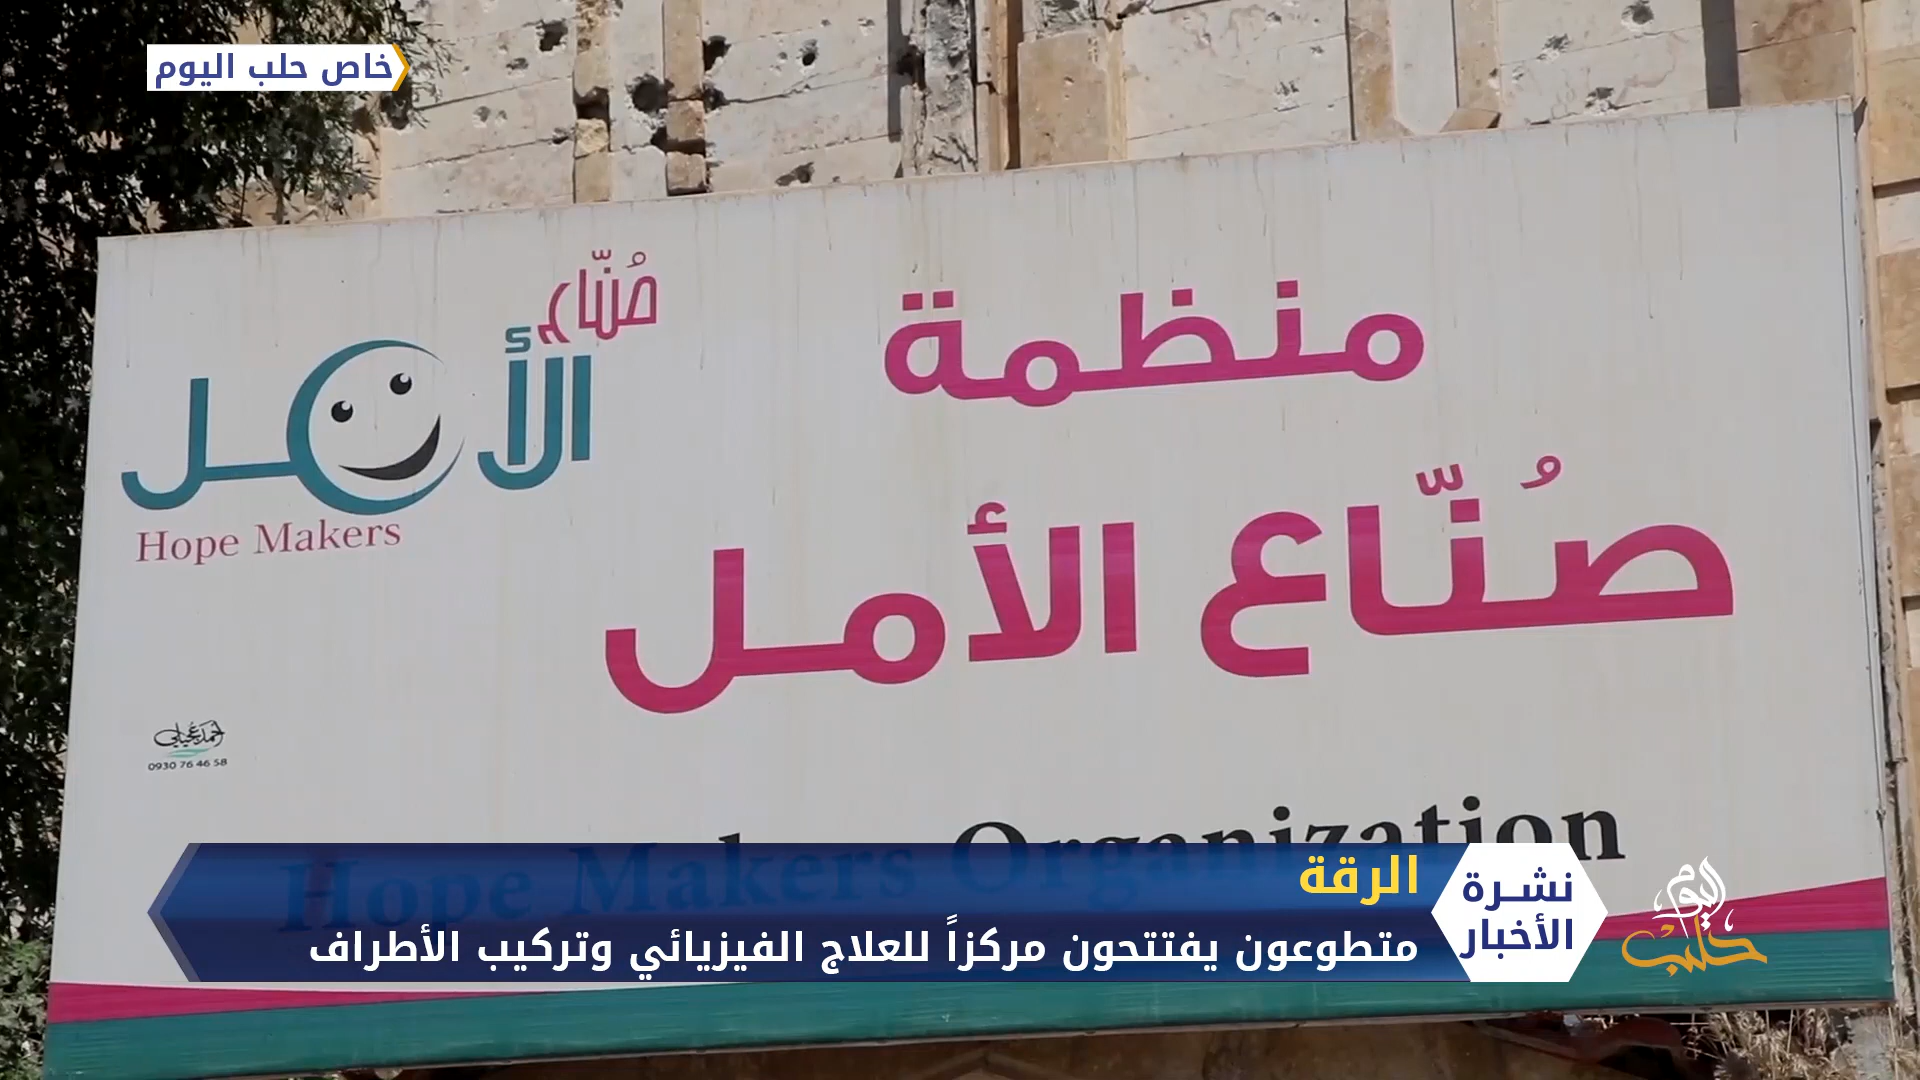 خاص حلب اليوم
صُنّاع
الأمل
Hope Makers
منظمة
صُنّاع الأمـل
0930 76 46 58
Hope Makers Organization
الرقة
متطوعون يفتتحون مركزاً للعلاج الفيزيائي وتركيب الأطراف
نشرة
الأخبار
حلب
اليوم